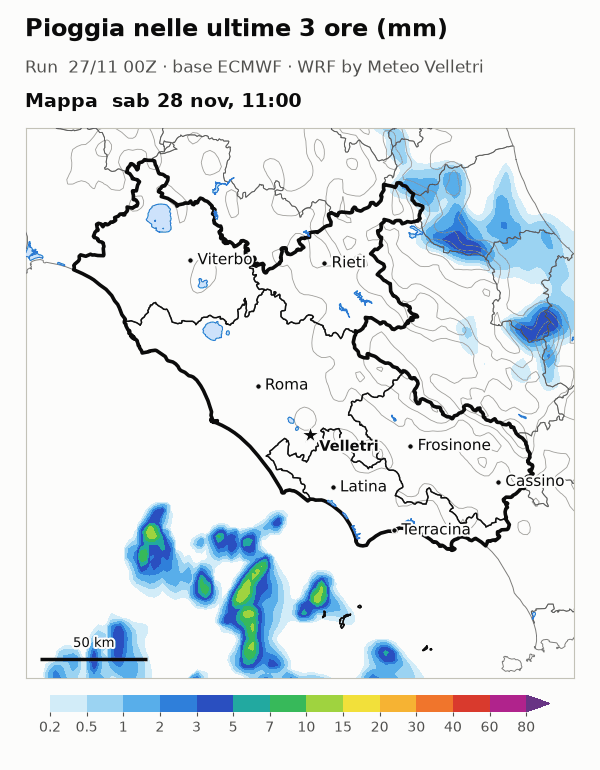 Pioggia nelle ultime 3 ore (mm)
Run  27/11 00Z · base ECMWF · WRF by Meteo Velletri
Mappa  sab 28 nov, 11:00
Viterbo
Rieti
Roma
Velletri
Frosinone
Cassino
Latina
Terracina
50 km
0.2 0.5 1 2 3 5 7 10 15 20 30 40 60 80